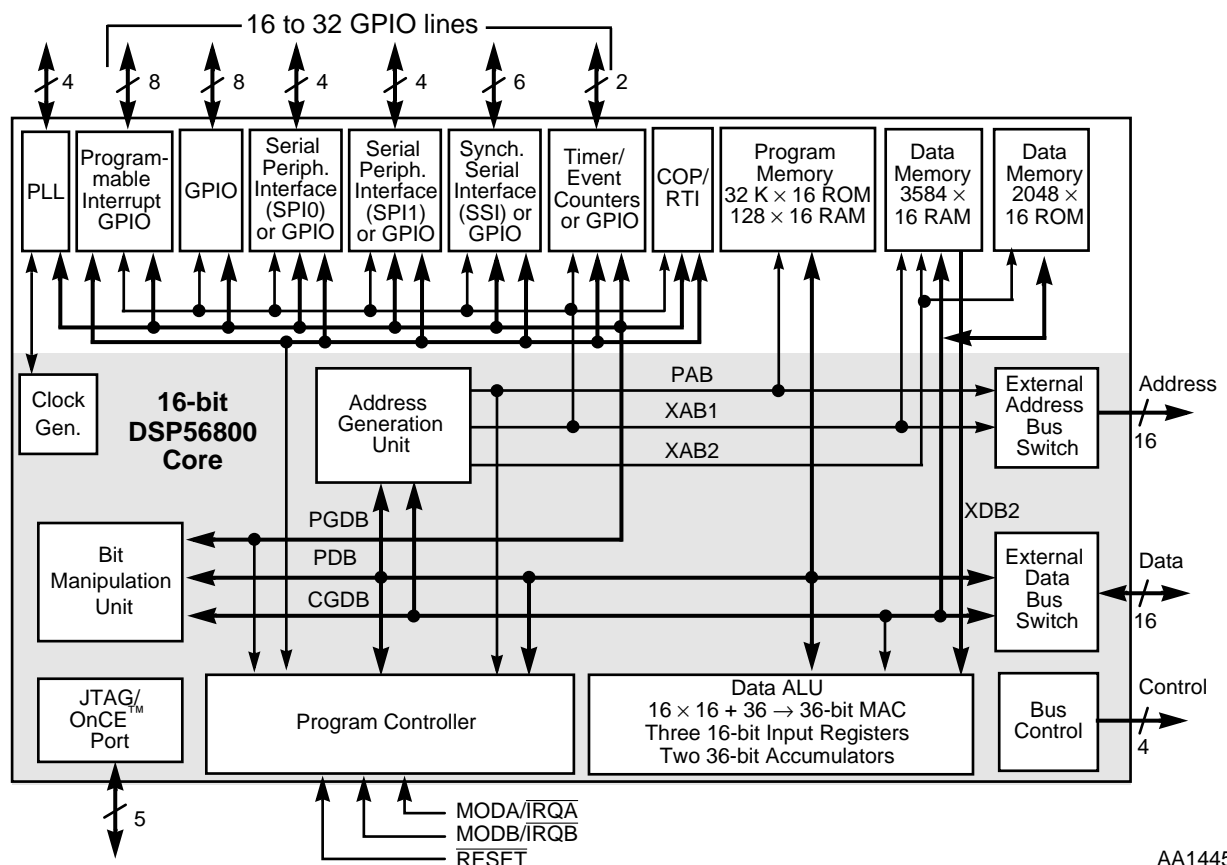 16 to 32 GPIO lines
4
8
8
4
4
6
2
PLL
Program-
mable
Interrupt
GPIO
GPIO
Serial
Periph.
Interface
(SPI0)
or GPIO
Serial
Periph.
Interface
(SPI1)
or GPIO
Synch.
Serial
Interface
(SSI) or
GPIO
Timer/
Event
Counters
or GPIO
COP/
RTI
Program
Memory
32 K × 16 ROM
128 × 16 RAM
Data
Memory
3584 ×
16 RAM
Data
Memory
2048 ×
16 ROM
Clock
Gen.
16-bit
DSP56800
Core
Address
Generation
Unit
PAB
XAB1
XAB2
External
Address
Bus
Switch
Address
16
PGDB
PDB
CGDB
XDB2
Bit
Manipulation
Unit
External
Data
Bus
Switch
Data
16
JTAG/
OnCE™
Port
Program Controller
Data ALU
16 × 16 + 36 → 36-bit MAC
Three 16-bit Input Registers
Two 36-bit Accumulators
Bus
Control
Control
4
5
MODA/I̅R̅Q̅A̅
MODB/I̅R̅Q̅B̅
R̅E̅S̅E̅T̅
AA1445